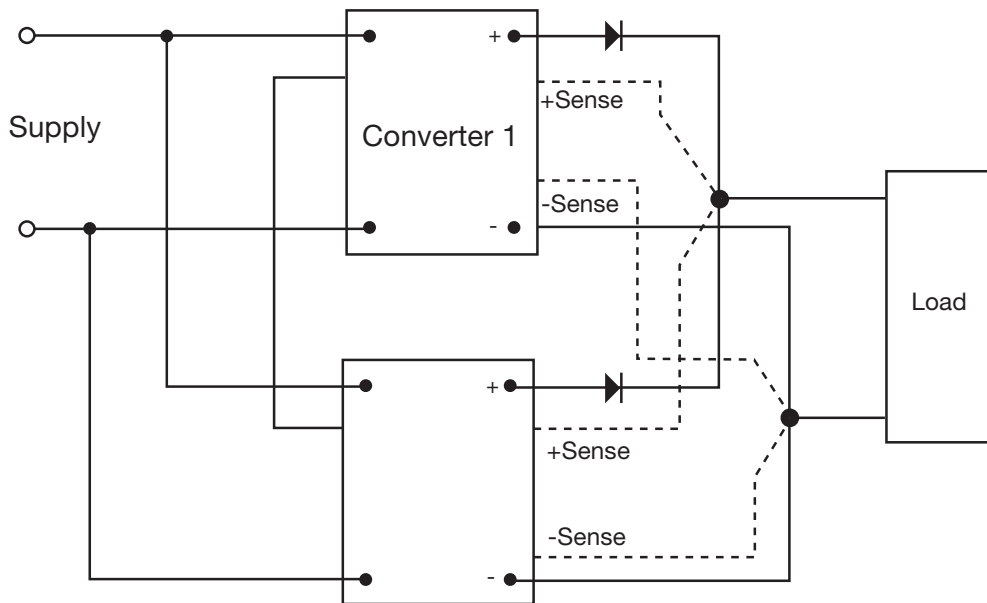 +
+Sense
Supply
Converter 1
-Sense
-
Load
+
+Sense
-Sense
-